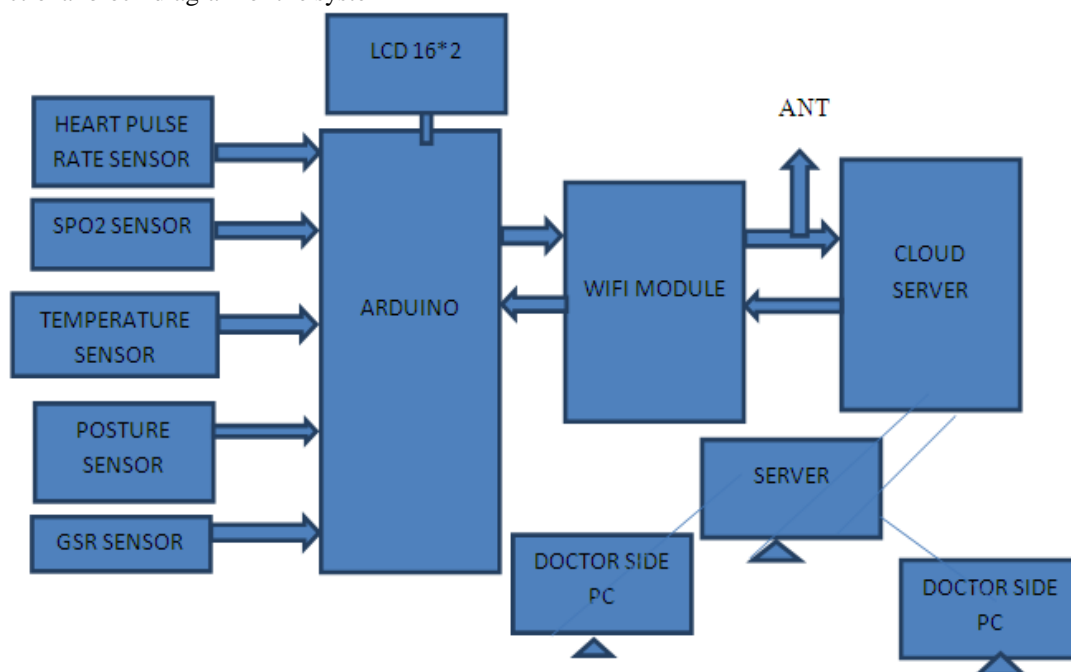 LCD 16*2
HEART PULSE
RATE SENSOR
SPO2 SENSOR
TEMPERATURE
SENSOR
POSTURE
SENSOR
GSR SENSOR
ARDUINO
WIFI MODULE
ANT
CLOUD
SERVER
SERVER
DOCTOR SIDE
PC
DOCTOR SIDE
PC